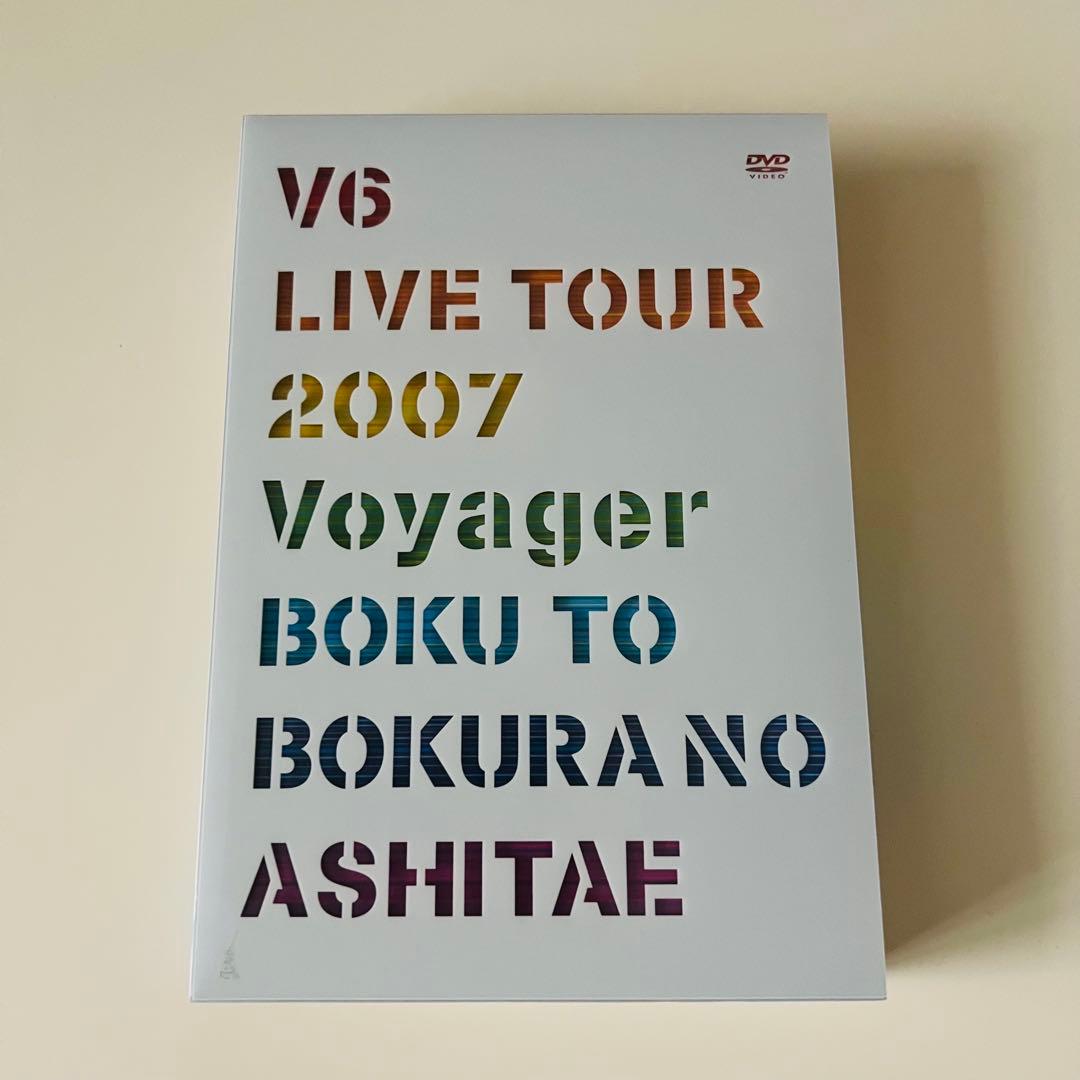 V6
DVD
VIDEO
LIVE TOUR
2007
Voyager
BOKU TO
BOKURA NO
ASHITAE